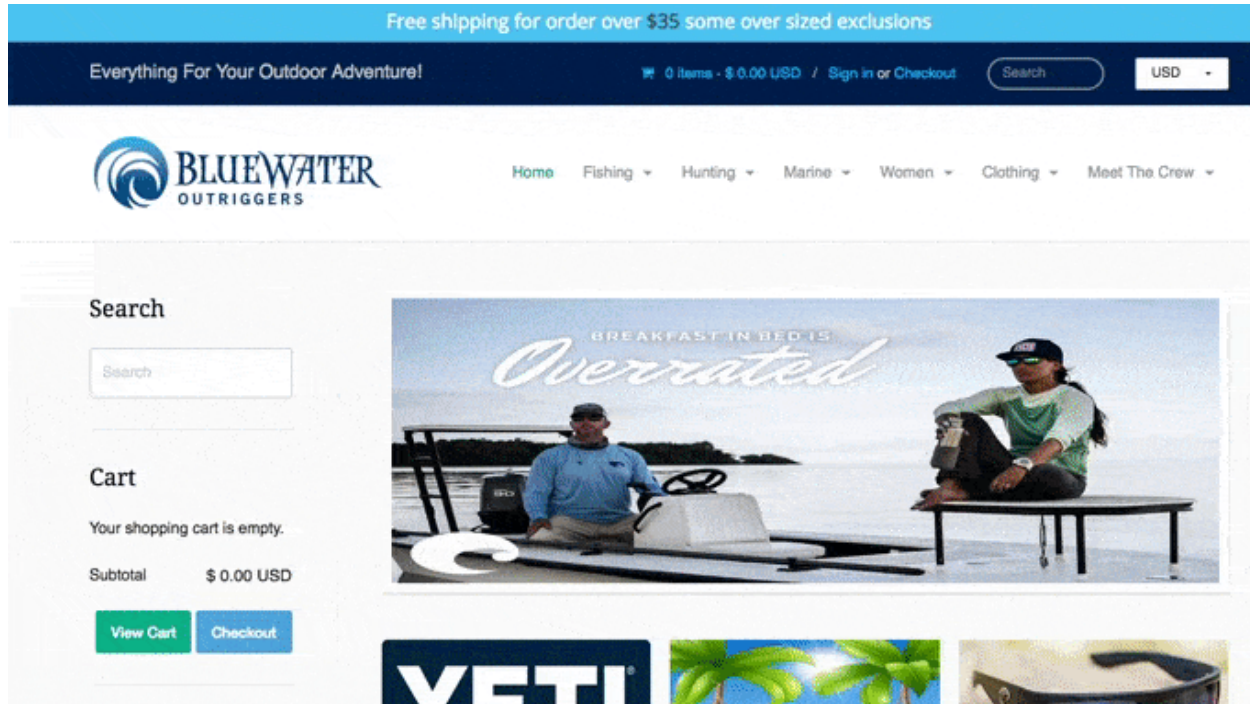 Free shipping for order over $35 some over sized exclusions
Everything For Your Outdoor Adventure!
0 items - $ 0.00 USD / Sign in or Checkout
Search
USD
BLUEWATER
OUTRIGGERS
Home
Fishing
Hunting
Marine
Women
Clothing
Meet The Crew
Search
Search
BREAKFAST IN BED IS
Overrated
Cart
Your shopping cart is empty.
Subtotal $ 0.00 USD
View Cart
Checkout
YETI